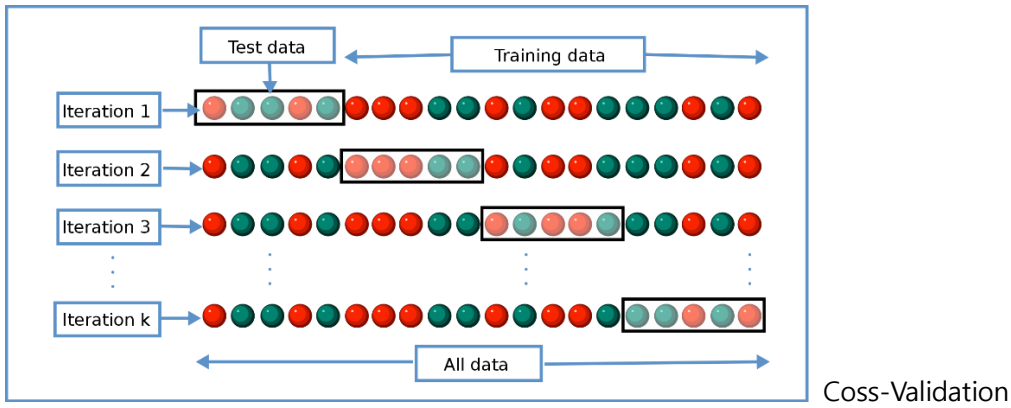 Test data
Training data
Iteration 1
Iteration 2
Iteration 3
Iteration k
All data
Coss-Validation